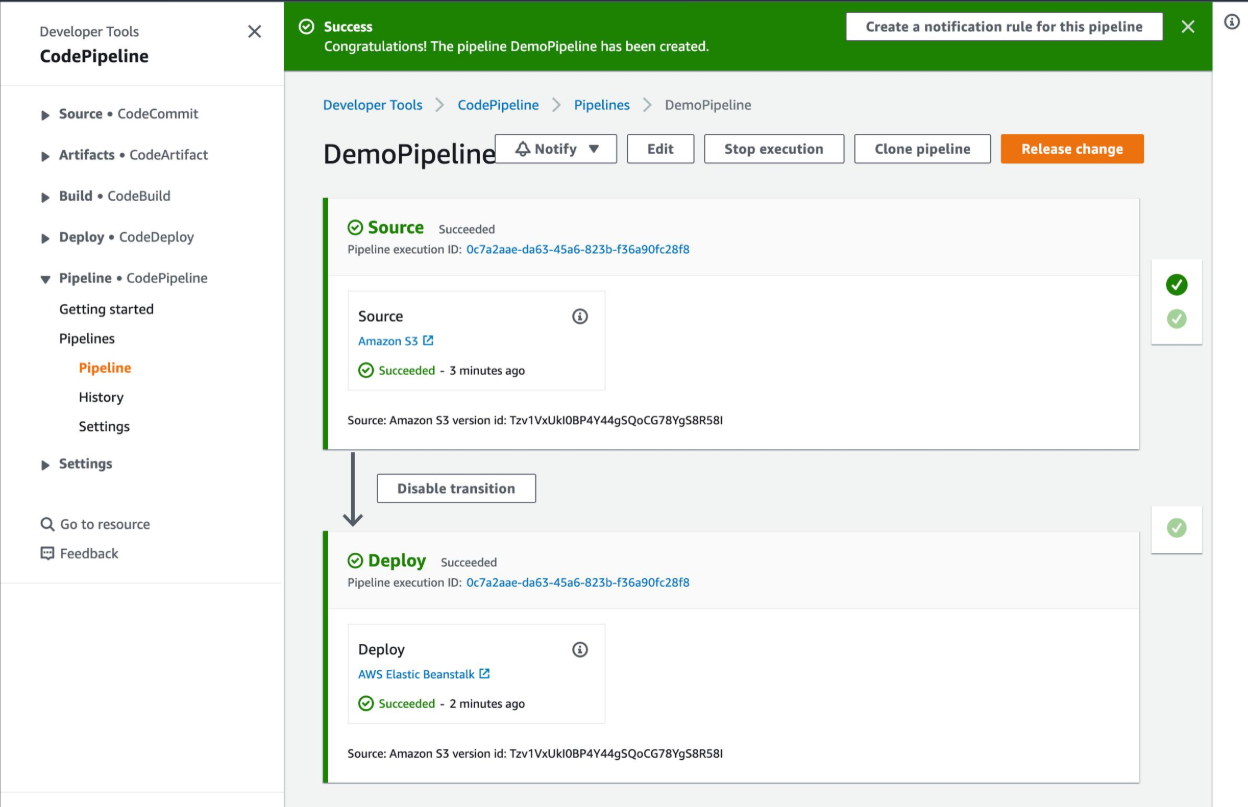 Developer Tools
CodePipeline
Source • CodeCommit
Artifacts • CodeArtifact
Build • CodeBuild
Deploy • CodeDeploy
Pipeline • CodePipeline
Getting started
Pipelines
Pipeline
History
Settings
Settings
Go to resource
Feedback
Success
Congratulations! The pipeline DemoPipeline has been created.
Create a notification rule for this pipeline
Developer Tools > CodePipeline > Pipelines > DemoPipeline
DemoPipeline
Notify
Edit
Stop execution
Clone pipeline
Release change
Source Succeeded
Pipeline execution ID: 0c7a2aae-da63-45a6-823b-f36a90fc28f8
Source
Amazon S3
Succeeded - 3 minutes ago
Source: Amazon S3 version id: Tzv1VxUkI0BP4Y44gSQoCG78YgS8R58I
Disable transition
Deploy Succeeded
Pipeline execution ID: 0c7a2aae-da63-45a6-823b-f36a90fc28f8
Deploy
AWS Elastic Beanstalk
Succeeded - 2 minutes ago
Source: Amazon S3 version id: Tzv1VxUkI0BP4Y44gSQoCG78YgS8R58I